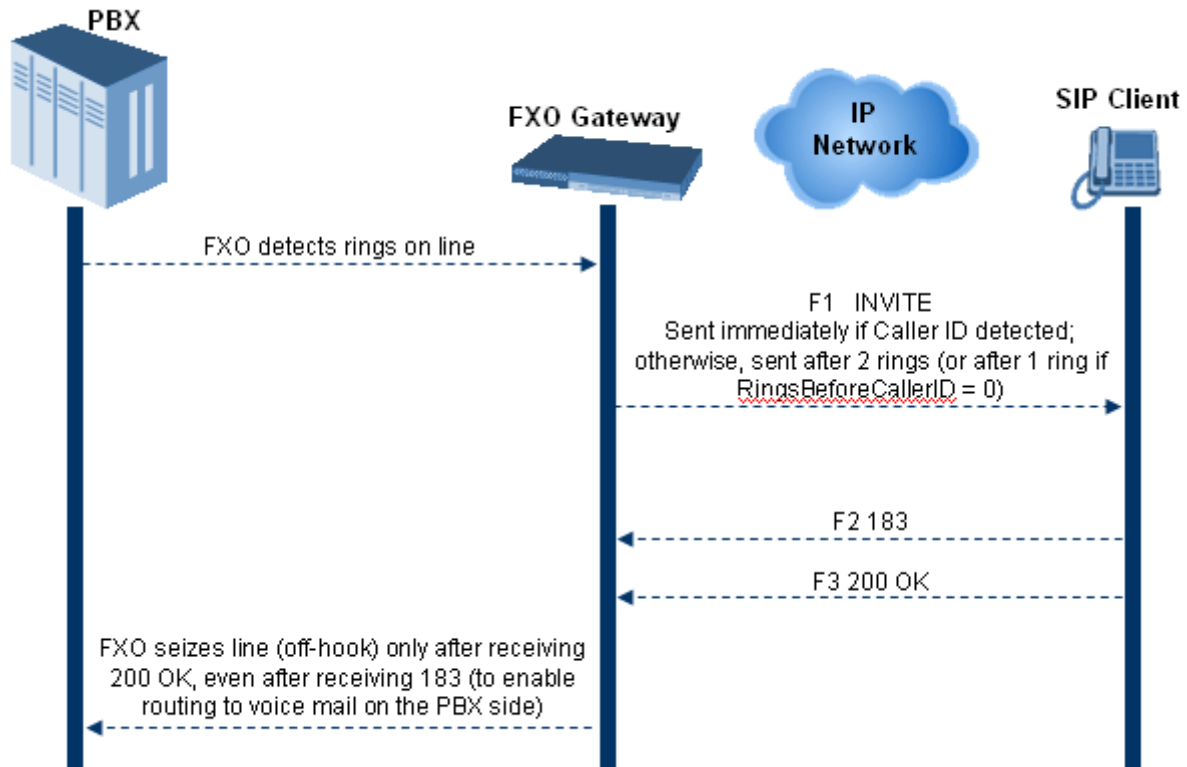 PBX
FXO Gateway
IP
Network
SIP Client
FXO detects rings on line
F1 INVITE
Sent immediately if Caller ID detected;
otherwise, sent after 2 rings (or after 1 ring if
RingsBeforeCallerID = 0)
F2 183
F3 200 OK
FXO seizes line (off-hook) only after receiving
200 OK, even after receiving 183 (to enable
routing to voice mail on the PBX side)